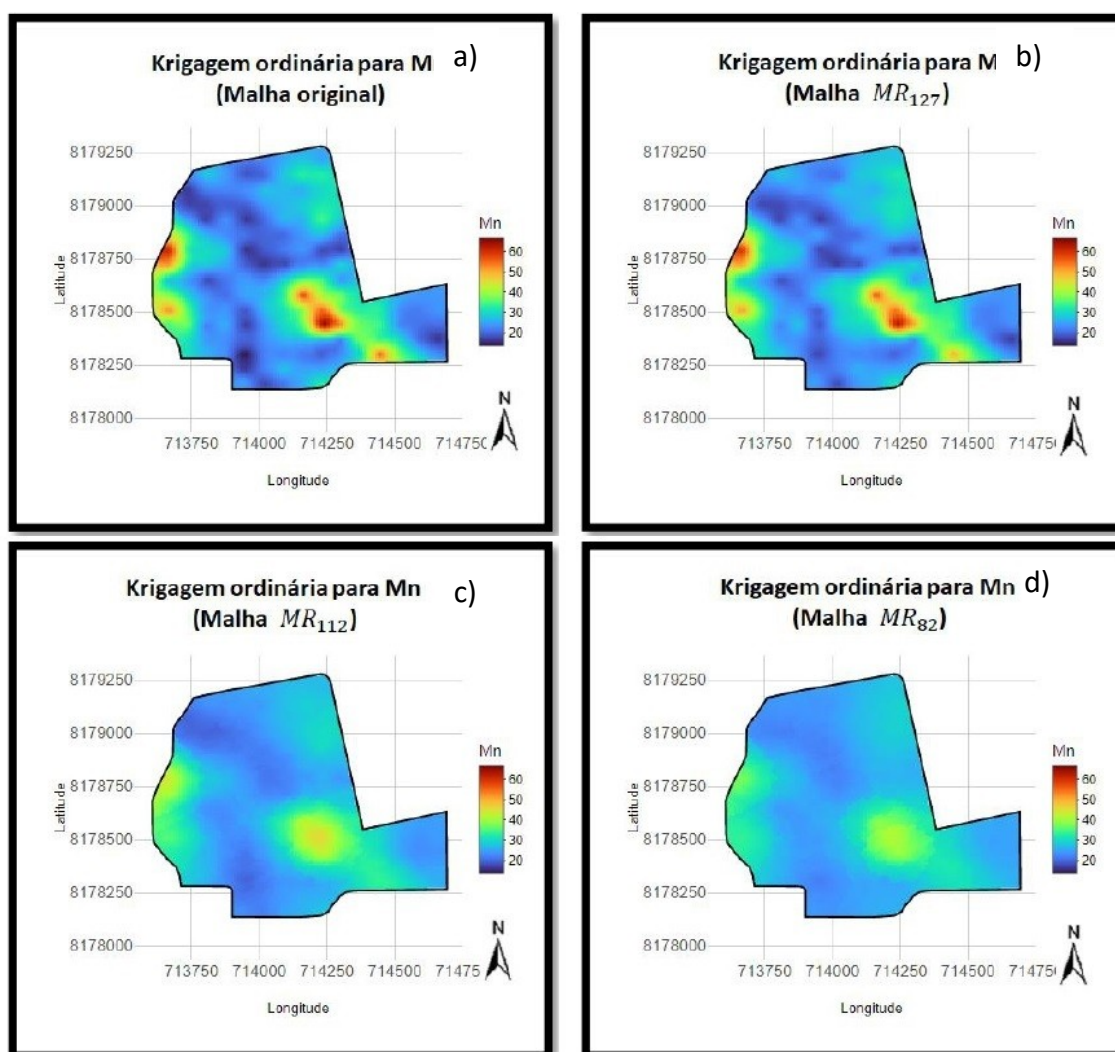 Krigagem ordinária para M a)
(Malha original)
8179250
8179000
8178750
8178500
8178250
8178000
Latitude
713750 714000 714250 714500 714750
Longitude
Mn
60
50
40
30
20
N
Krigagem ordinária para M b)
(Malha MR₁₂₇)
8179250
8179000
8178750
8178500
8178250
8178000
Latitude
713750 714000 714250 714500 71475
Longitude
Mn
60
50
40
30
20
N
Krigagem ordinária para Mn c)
(Malha MR₁₁₂)
8179250
8179000
8178750
8178500
8178250
8178000
Latitude
713750 714000 714250 714500 71475
Longitude
Mn
60
50
40
30
20
N
Krigagem ordinária para Mn d)
(Malha MR₈₂)
8179250
8179000
8178750
8178500
8178250
8178000
Latitude
713750 714000 714250 714500 71475
Longitude
Mn
60
50
40
30
20
N